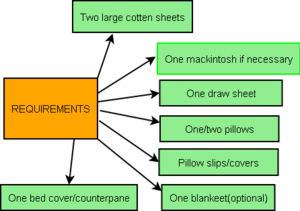 Two large cotten sheets
One mackintosh if necessary
REQUIREMENTS
One draw sheet
One/two pillows
Pillow slips/covers
One bed cover/counterpane
One blankeet(optional)